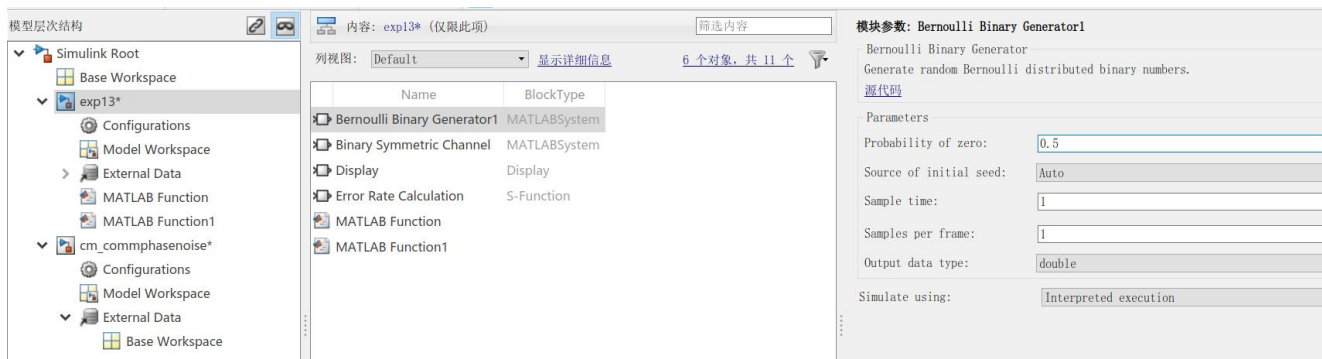 模型层次结构
Simulink Root
Base Workspace
exp13*
Configurations
Model Workspace
External Data
MATLAB Function
MATLAB Function1
cm_commphasenoise*
Configurations
Model Workspace
External Data
Base Workspace
内容: exp13* (仅限此项)
筛选内容
列视图: Default 显示详细信息 6 个对象，共 11 个
Name BlockType
Bernoulli Binary Generator1 MATLABSystem
Binary Symmetric Channel MATLABSystem
Display Display
Error Rate Calculation S-Function
MATLAB Function
MATLAB Function1
模块参数: Bernoulli Binary Generator1
Bernoulli Binary Generator
Generate random Bernoulli distributed binary numbers.
源代码
Parameters
Probability of zero: 0.5
Source of initial seed: Auto
Sample time: 1
Samples per frame: 1
Output data type: double
Simulate using: Interpreted execution